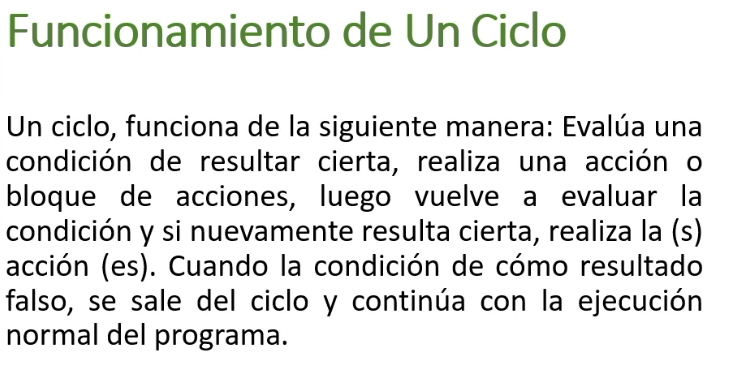 Funcionamiento de Un Ciclo
Un ciclo, funciona de la siguiente manera: Evalúa una
condición de resultar cierta, realiza una acción o
bloque de acciones, luego vuelve a evaluar la
condición y si nuevamente resulta cierta, realiza la (s)
acción (es). Cuando la condición de cómo resultado
falso, se sale del ciclo y continúa con la ejecución
normal del programa.